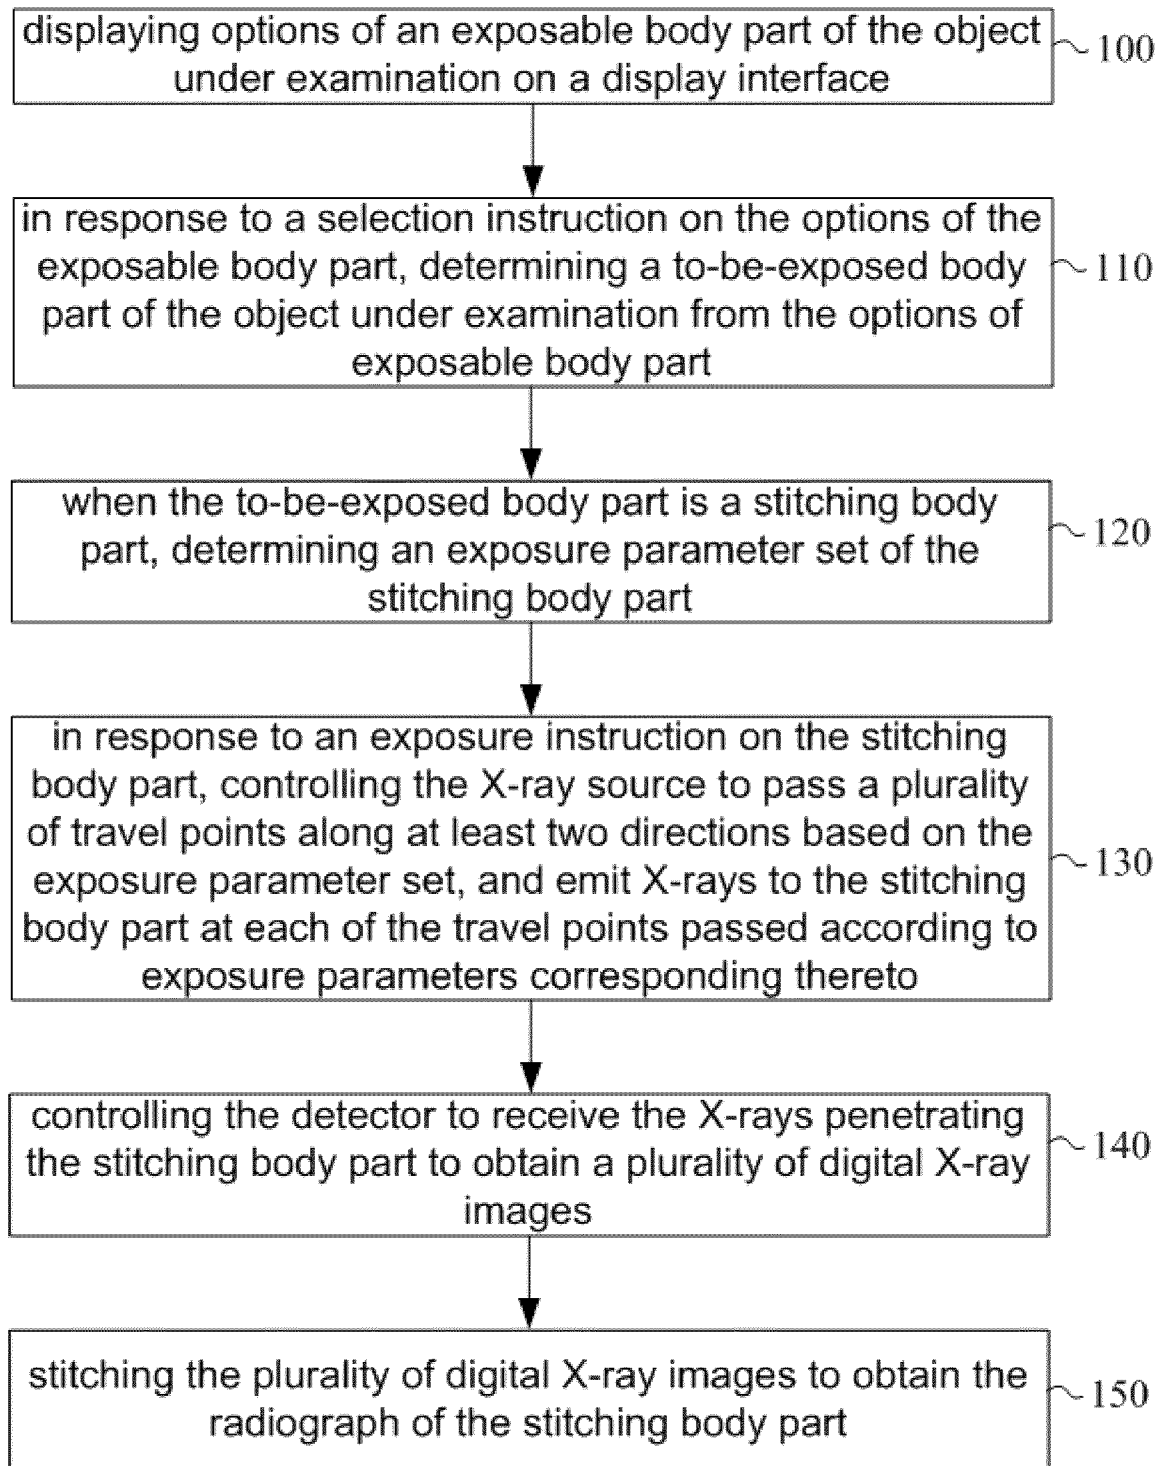 displaying options of an exposable body part of the object
under examination on a display interface
100
in response to a selection instruction on the options of the
exposable body part, determining a to-be-exposed body
part of the object under examination from the options of
exposable body part
110
when the to-be-exposed body part is a stitching body
part, determining an exposure parameter set of the
stitching body part
120
in response to an exposure instruction on the stitching
body part, controlling the X-ray source to pass a plurality
of travel points along at least two directions based on the
exposure parameter set, and emit X-rays to the stitching
body part at each of the travel points passed according to
exposure parameters corresponding thereto
130
controlling the detector to receive the X-rays penetrating
the stitching body part to obtain a plurality of digital X-ray
images
140
stitching the plurality of digital X-ray images to obtain the
radiograph of the stitching body part
150